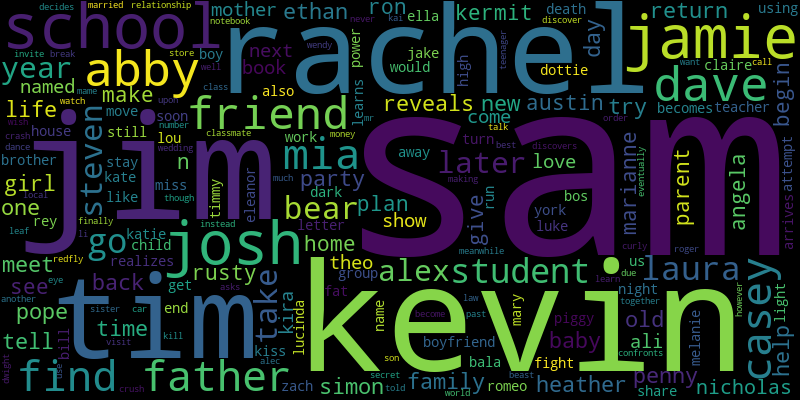 decides
married
relationship
school
notebook
never
kai
invite
break
mother
ethan
ron
ella
kermit
death
discover
return
using
rachel
jamie
year
abby
store
boy
well
wendy
next
book
power
jake
would
high
teenager
day
claire
want
call
dottie
dave
begin
named
make
wish
watch
upon
class
also
learns
life
friend
classmate
reveals
new
austin
try
becomes
teacher
crash
move
soon
number
mr
come
order
house
still
lou
work
money
talk
dance
wedding
turn
best
discovers
jim
sam
brother
stay
steven
n
mia
later
away
love
marianne
parent
angela
attempt
eventually
girl
kate
miss
timmy
eleanor
much
party
dark
making
like
though
one
local
bear
plan
show
give
run
york
bos
luke
arrives
rey
finally
instead
letter
leaf
li
katie
go
josh
home
meet
redfly
child
theo
us
curly
roger
realizes
rusty
group
alex
student
night
due
laura
see
eye
back
kira
fat
together
learn
another
sister
car
get
asks
law
past
piggy
meanwhile
tim
take
kevin
casey
help
pope
end
lucinda
name
become
mary
old
however
tell
bill
time
kiss
boyfriend
baby
ali
melanie
visit
kill
alec
son
bala
fight
confronts
dwight
use
find
crush
father
zach
simon
secret
told
family
romeo
beast
world
heather
penny
share
nicholas